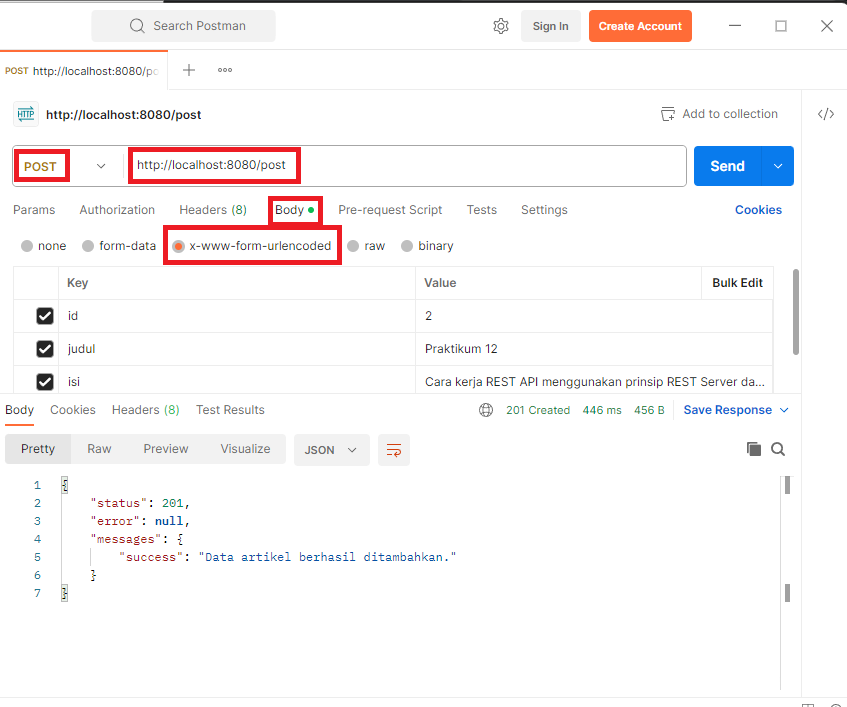 Search Postman Sign In Create Account
POST http://localhost:8080/po
HTTP http://localhost:8080/post Add to collection
POST http://localhost:8080/post Send
Params Authorization Headers (8) Body Pre-request Script Tests Settings Cookies
none form-data x-www-form-urlencoded raw binary
Key Value Bulk Edit
id 2
judul Praktikum 12
isi Cara kerja REST API menggunakan prinsip REST Server da...
Body Cookies Headers (8) Test Results 201 Created 446 ms 456 B Save Response
Pretty Raw Preview Visualize JSON
1 {
2 "status": 201,
3 "error": null,
4 "messages": {
5 "success": "Data artikel berhasil ditambahkan."
6 }
7 }